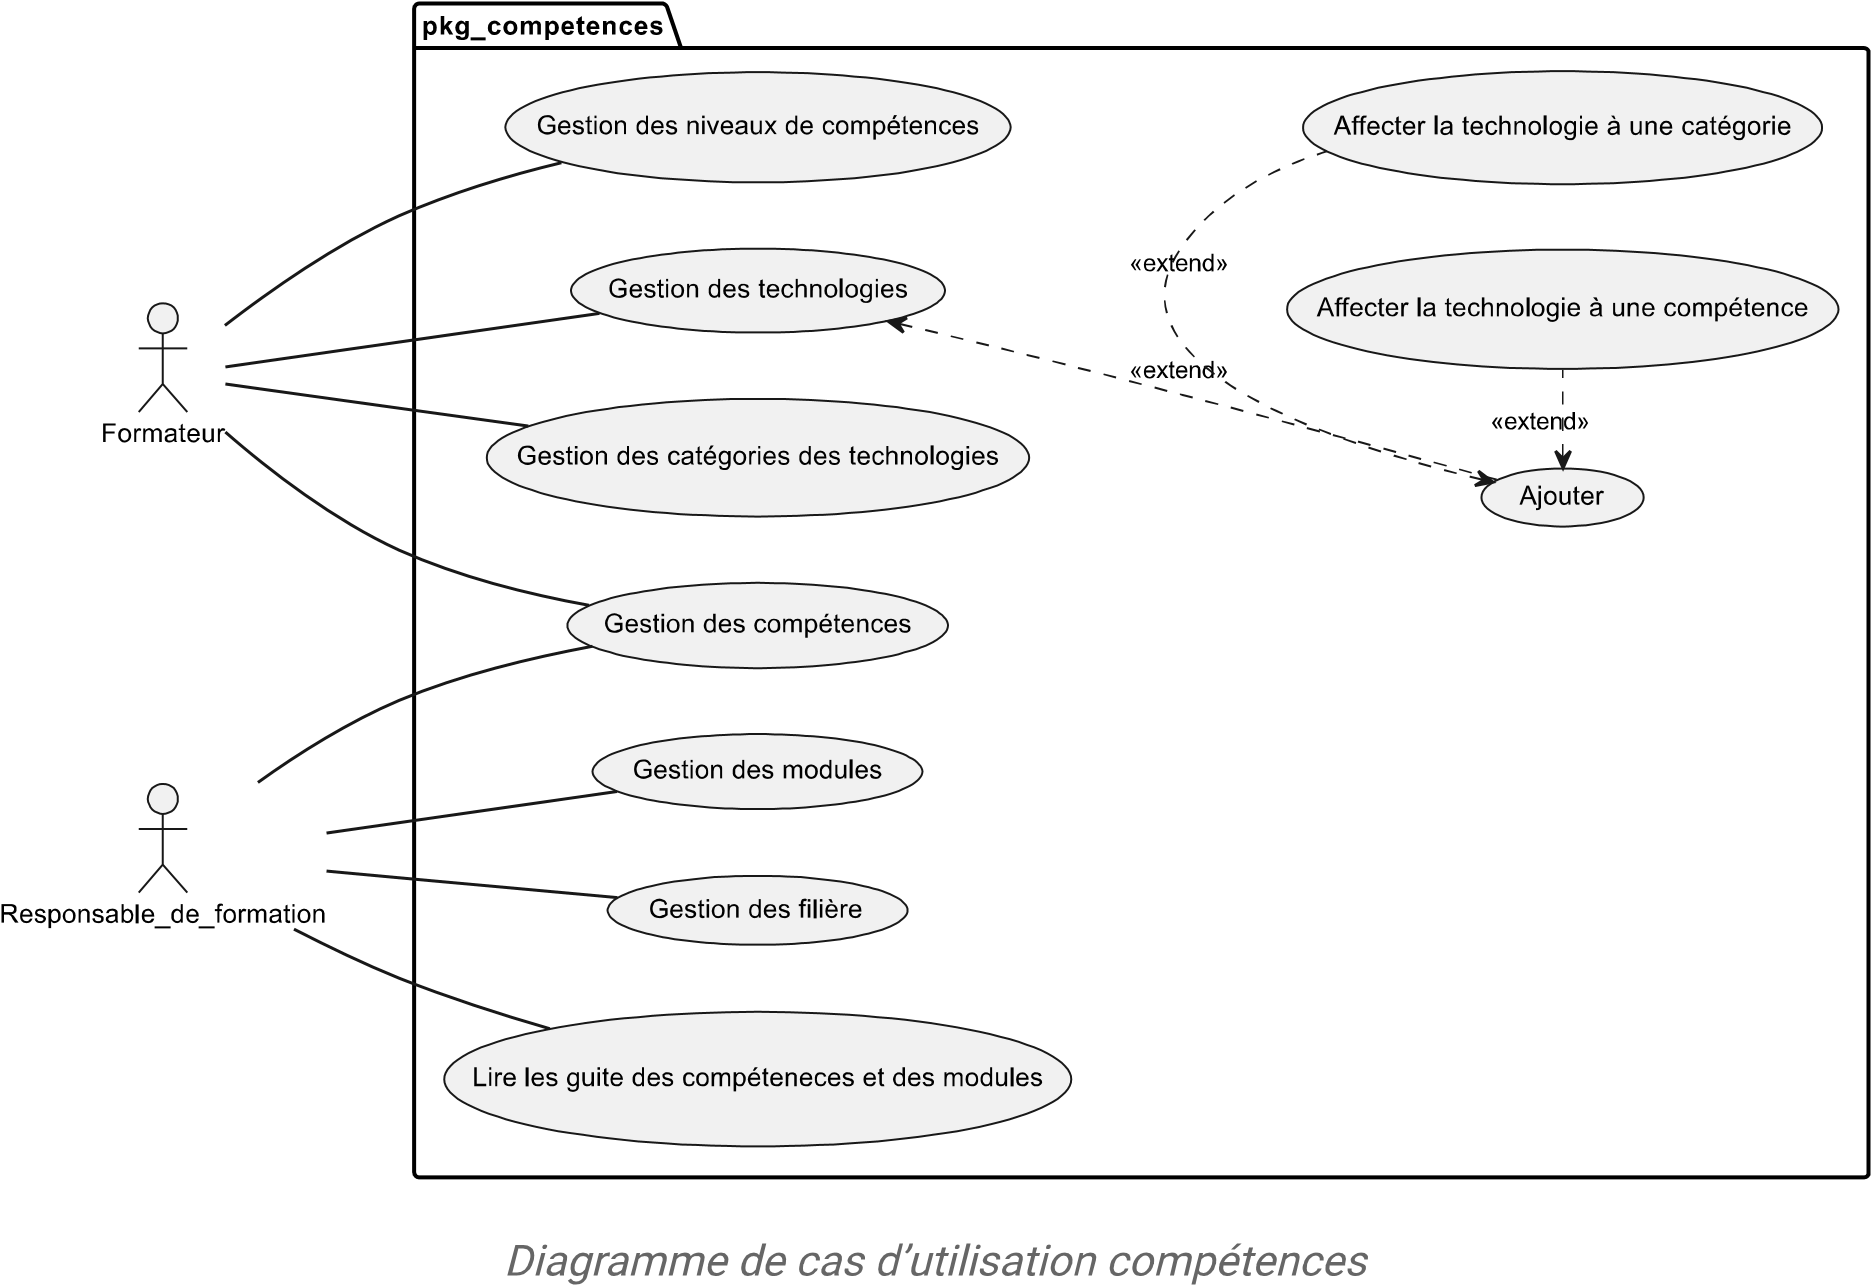 pkg_competences
Gestion des niveaux de compétences
Affecter la technologie à une catégorie
«extend»
Gestion des technologies
Affecter la technologie à une compétence
«extend»
«extend»
Formateur
Gestion des catégories des technologies
Ajouter
Gestion des compétences
Gestion des modules
Responsable_de_formation
Gestion des filière
Lire les guite des compéteneces et des modules
Diagramme de cas d’utilisation compétences